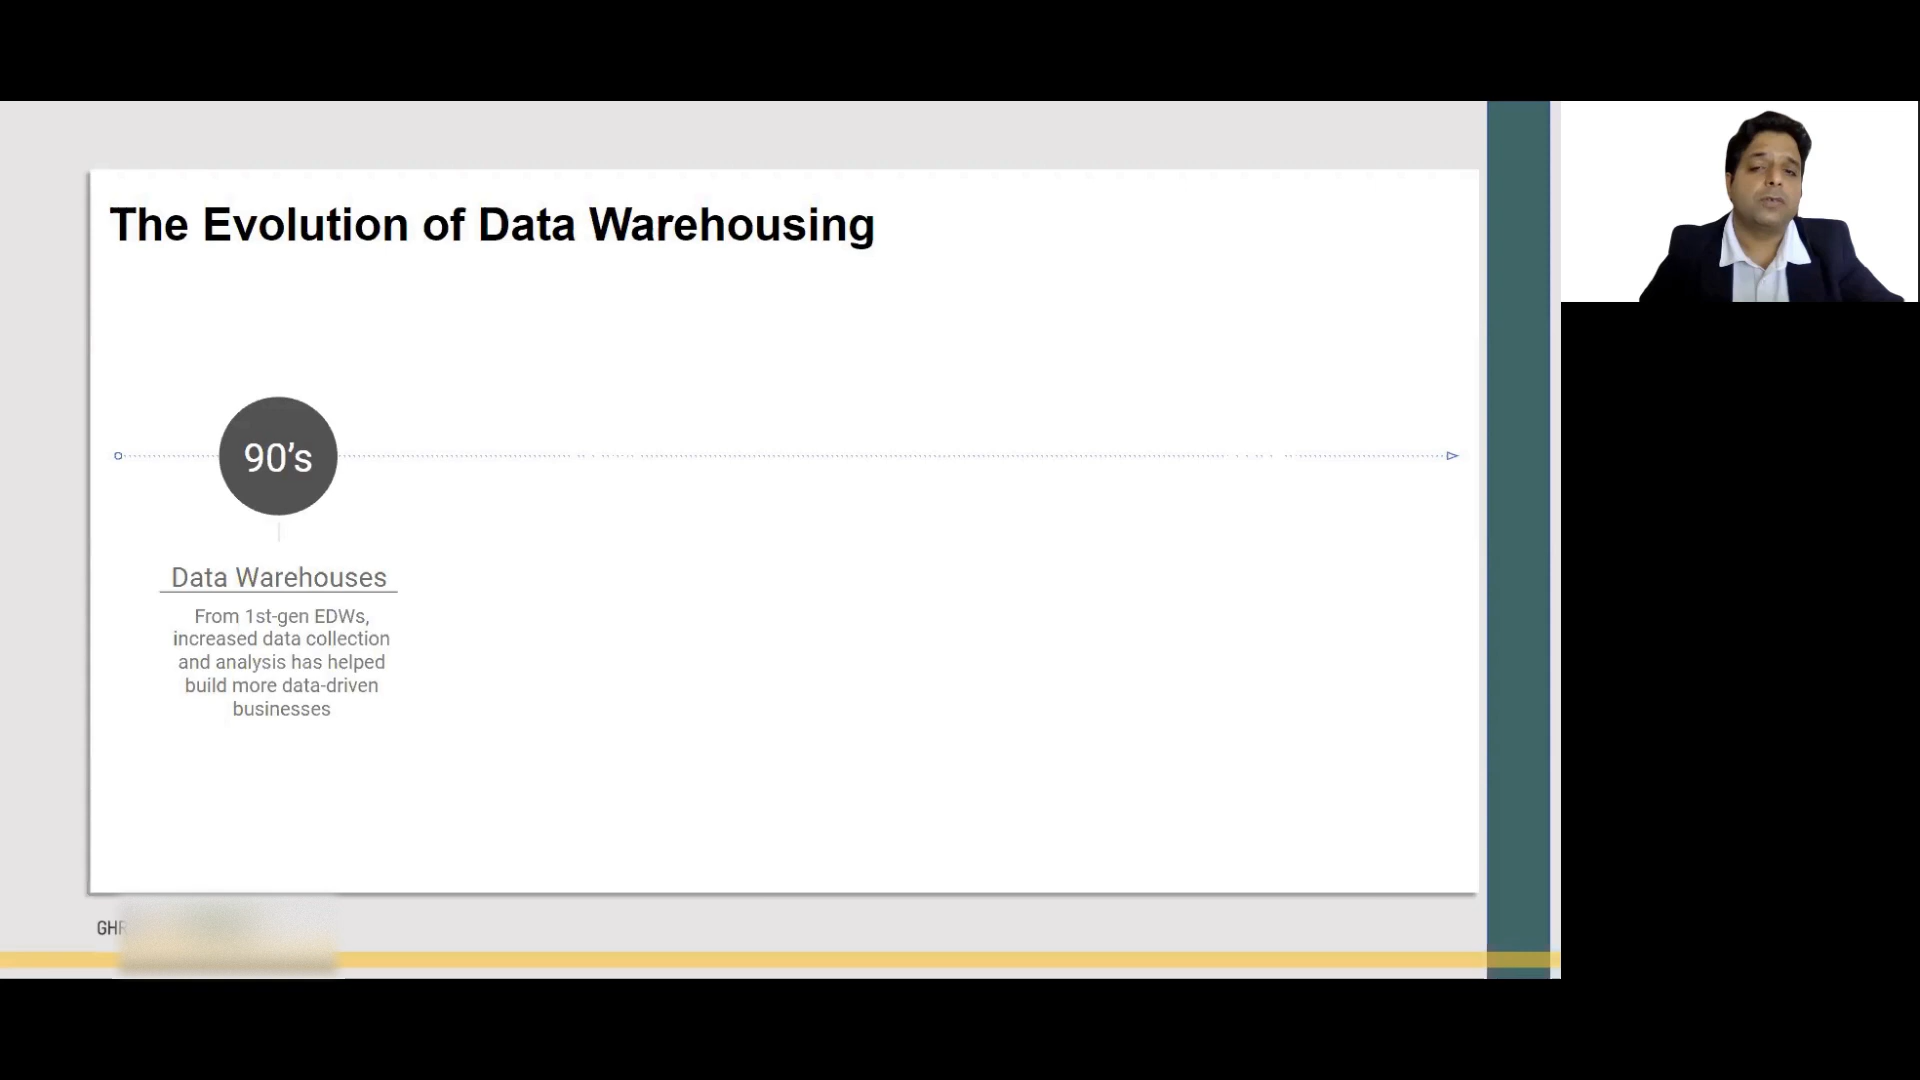 The Evolution of Data Warehousing
90’s
Data Warehouses
From 1st-gen EDWs,
increased data collection
and analysis has helped
build more data-driven
businesses